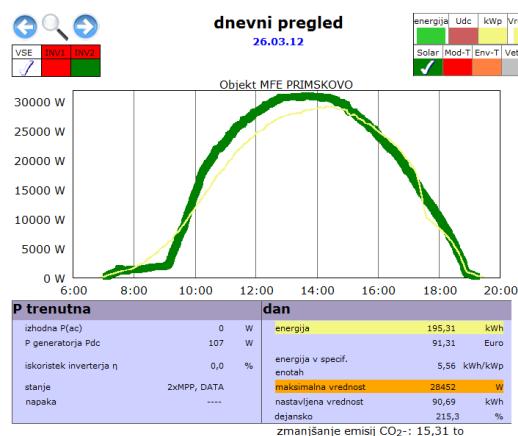 dnevni pregled
26.03.12
energija Udc kWp
VSE INV1 INV2
Solar Mod-T Env-T
Objekt MFE PRIMSKOVO
30000 W
25000 W
20000 W
15000 W
10000 W
5000 W
0 W
6:00 8:00 10:00 12:00 14:00 16:00 18:00 20:00
P trenutna dan
izhodna P(ac) 0 W energija 195,31 kWh
P generatorja Pdc 107 W 91,31 Euro
iskoristek inverterja η 0,0 % energija v specif. enotah 5,56 kWh/kWp
stanje 2xMPP, DATA maksimalna vrednost 28452 W
napaka ---- nastavljena vrednost 90,69 kWh
dejansko 215,3 %
zmanjšanje emisij CO2-: 15,31 to